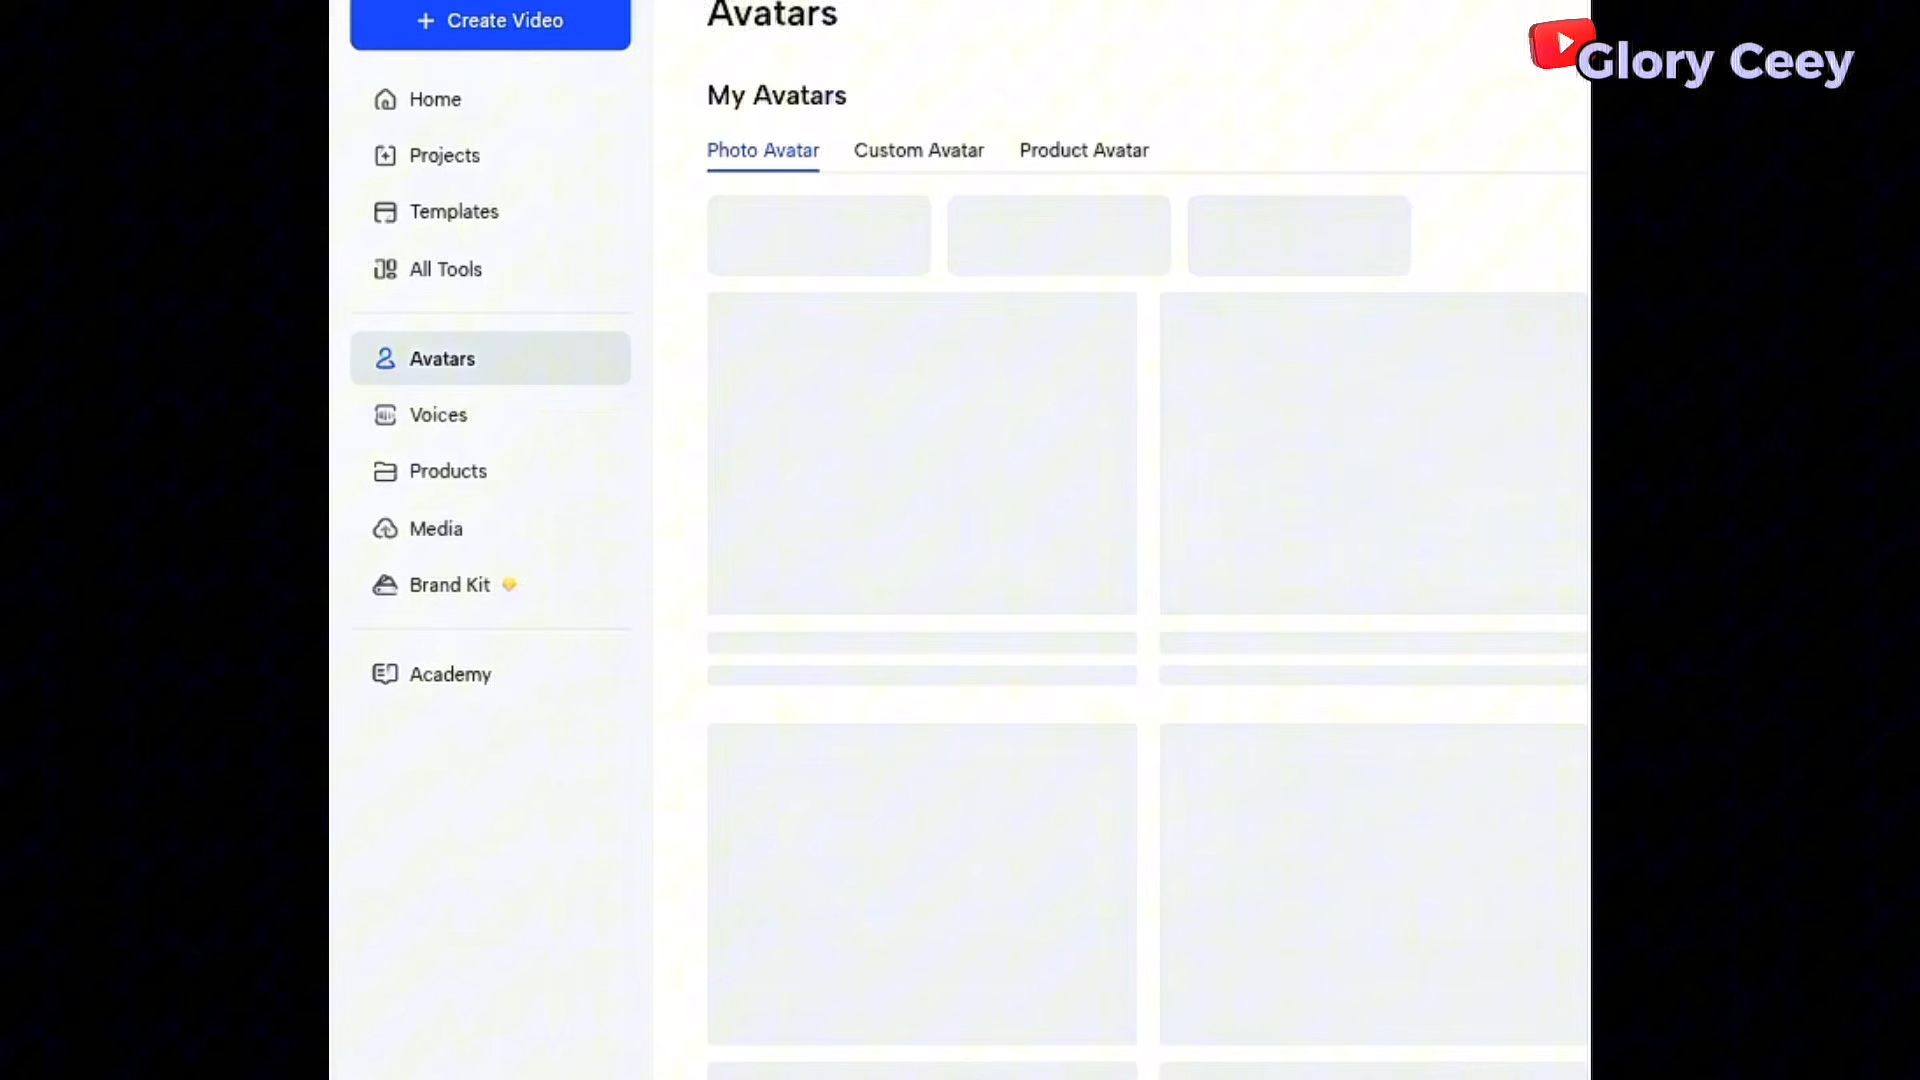 Create Video
Home
Projects
Templates
All Tools
Avatars
Voices
Products
Media
Brand Kit
Academy
Avatars
My Avatars
Photo Avatar Custom Avatar Product Avatar
Glory Ceey